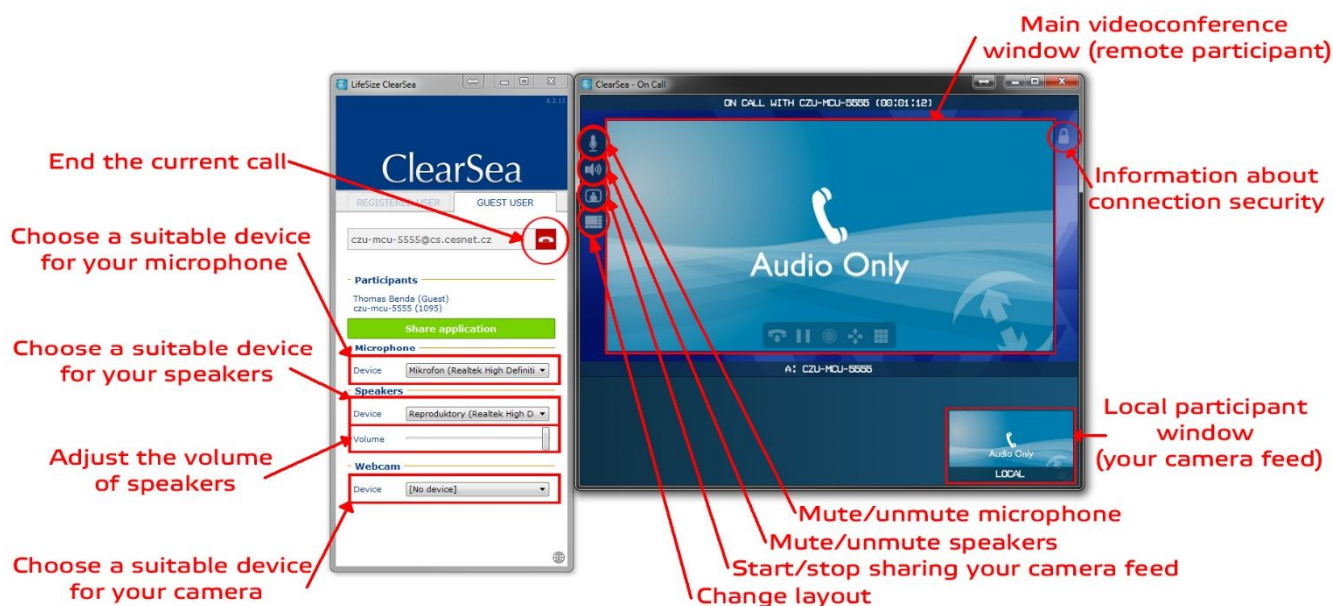 Main videoconference
window (remote participant)
LifeSize ClearSea
8.2.13
ClearSea
REGISTERED USER
GUEST USER
czu-mcu-5555@cs.cesnet.cz
Participants
Thomas Benda (Guest)
czu-mcu-5555 (1095)
Share application
Microphone
Device
Mikrofon (Realtek High Definiti
Speakers
Device
Reproduktory (Realtek High D
Volume
Webcam
Device
[No device]
End the current call
Choose a suitable device
for your microphone
Choose a suitable device
for your speakers
Adjust the volume
of speakers
Choose a suitable device
for your camera
ClearSea - On Call
ON CALL WITH CZU-MCU-5555 (00:01:12)
Audio Only
A: CZU-MCU-5555
Audio Only
LOCAL
Information about
connection security
Local participant
window
(your camera feed)
Mute/unmute microphone
Mute/unmute speakers
Start/stop sharing your camera feed
Change layout